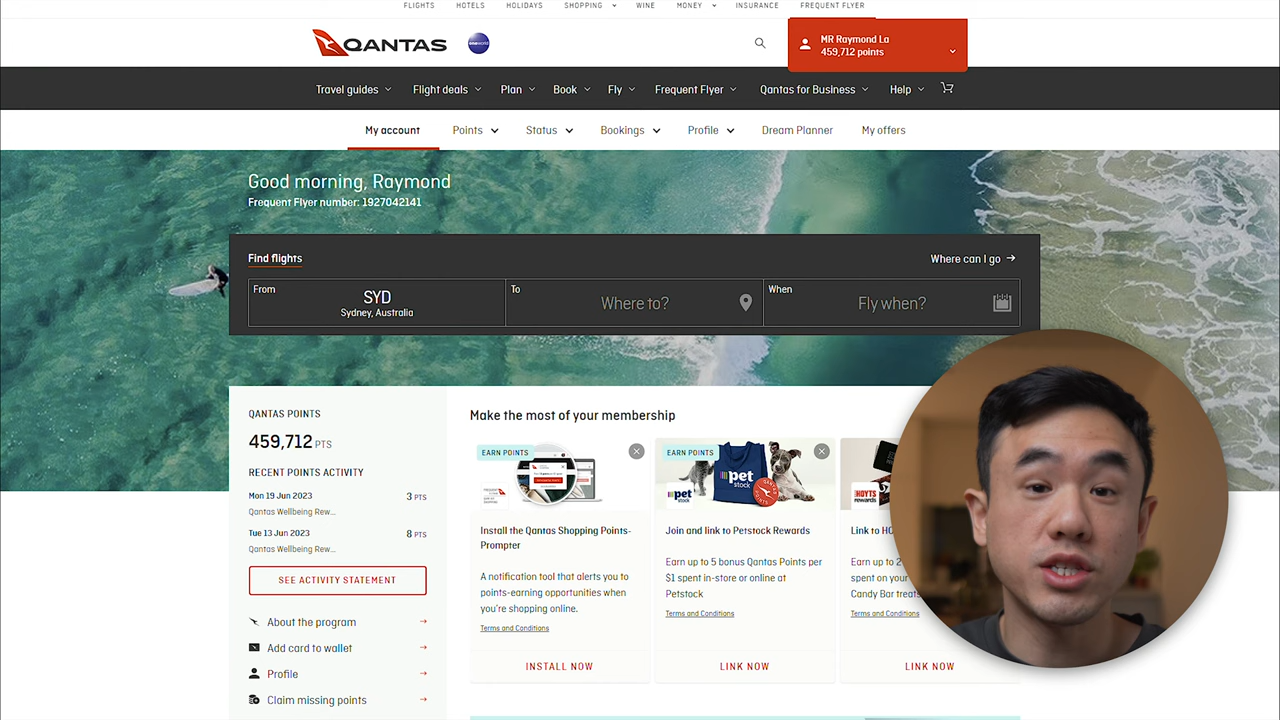 FLIGHTS HOTELS HOLIDAYS SHOPPING WINE MONEY INSURANCE FREQUENT FLYER
QANTAS oneworld
MR Raymond La
459,712 points
Travel guides Flight deals Plan Book Fly Frequent Flyer Qantas for Business Help
My account Points Status Bookings Profile Dream Planner My offers
Good morning, Raymond
Frequent Flyer number: 1927042141
Find flights Where can I go
From To When
SYD Where to? Fly when?
Sydney, Australia
QANTAS POINTS
459,712 PTS
RECENT POINTS ACTIVITY
Mon 19 Jun 2023 3 PTS
Qantas Wellbeing Rew...
Tue 13 Jun 2023 8 PTS
Qantas Wellbeing Rew...
SEE ACTIVITY STATEMENT
About the program
Add card to wallet
Profile
Claim missing points
Make the most of your membership
EARN POINTS
Install the Qantas Shopping Points-
Prompter
A notification tool that alerts you to
points-earning opportunities when
you're shopping online.
Terms and Conditions
INSTALL NOW
EARN POINTS
pet
stock
pet
Join and link to Petstock Rewards
Earn up to 5 bonus Qantas Points per
$1 spent in-store or online at
Petstock
Terms and Conditions
LINK NOW
HOYTS
rewards
Link to HO
Earn up to 2
spent on your
Candy Bar treats
Terms and Conditions
LINK NOW